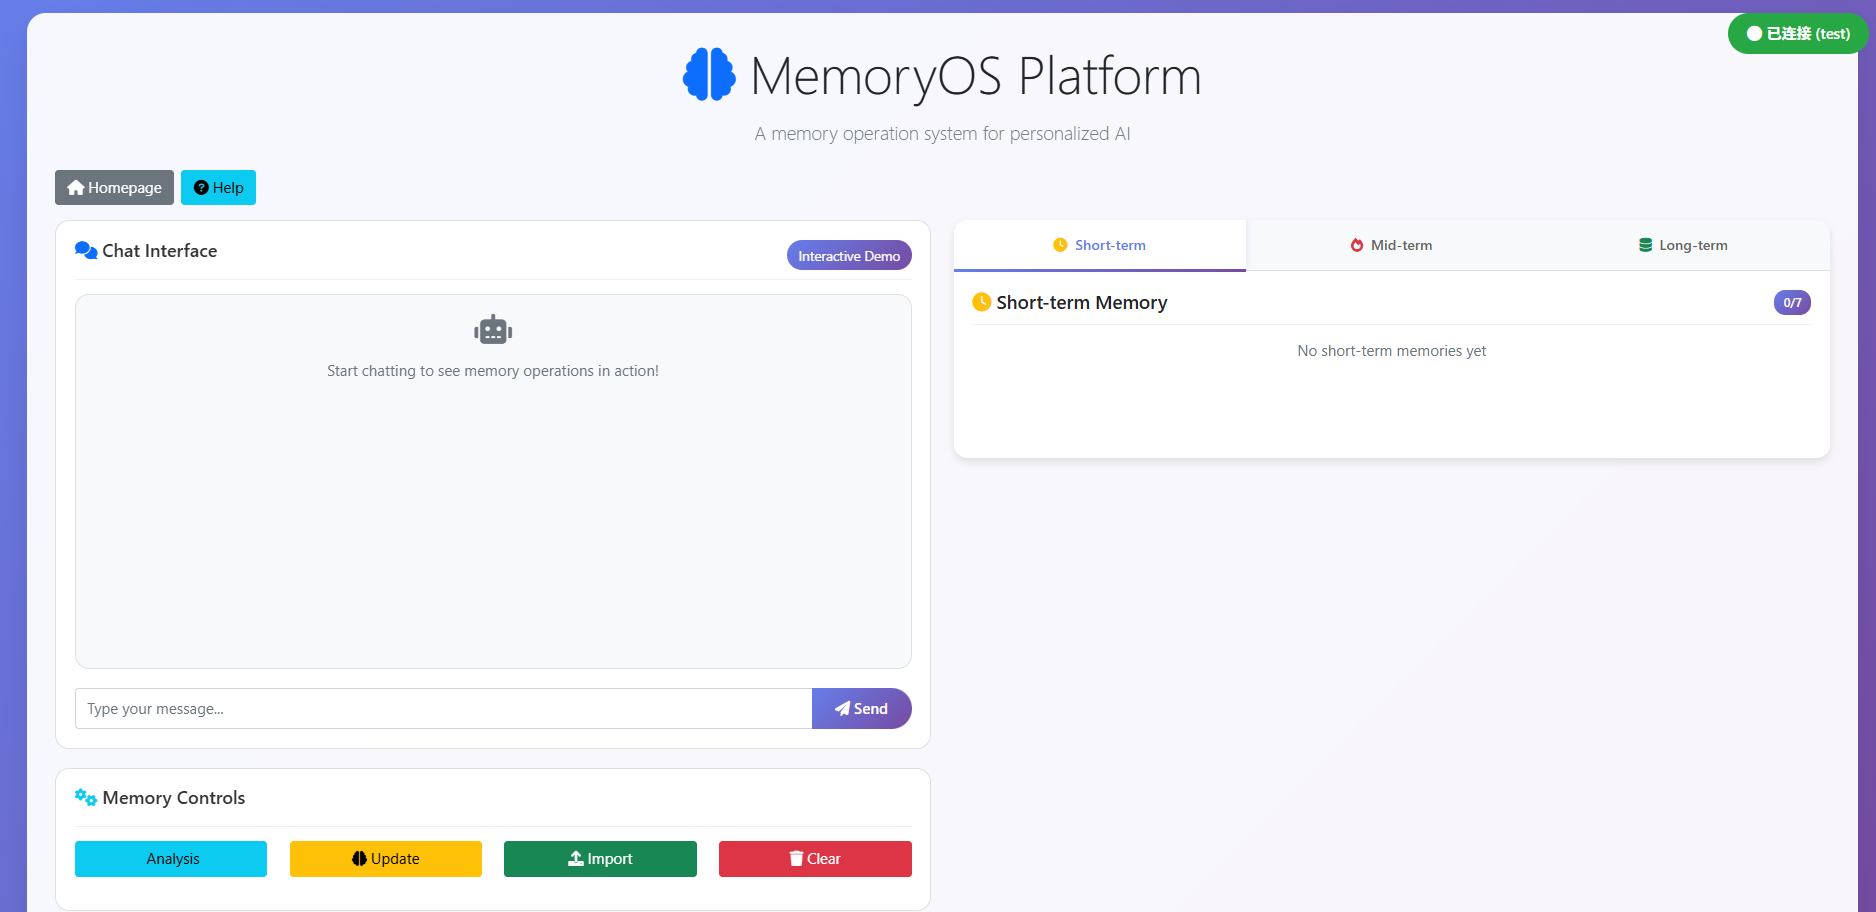 已连接 (test)
MemoryOS Platform
A memory operation system for personalized AI
Homepage
Help
Chat Interface
Interactive Demo
Start chatting to see memory operations in action!
Type your message...
Send
Memory Controls
Analysis
Update
Import
Clear
Short-term
Mid-term
Long-term
Short-term Memory
0/7
No short-term memories yet